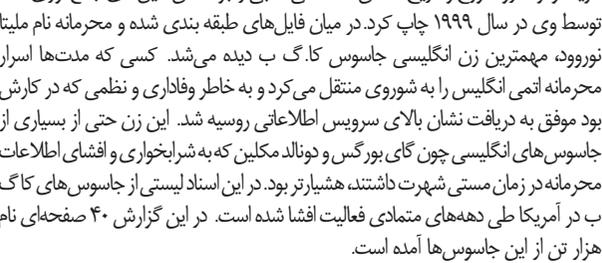 توسط وی در سال ۱۹۹۹ چاپ کرد. در میان فایل‌های طبقه بندی شده و محرمانه نام ملیتا
نوروود، مهمترین زن انگلیسی جاسوس کا.گ ب دیده می‌شد. کسی که مدت‌ها اسرار
محرمانه اتمی انگلیس را به شوروی منتقل می‌کرد و به خاطر وفاداری و نظمی که در کارش
بود موفق به دریافت نشان بالای سرویس اطلاعاتی روسیه شد. این زن حتی از بسیاری از
جاسوس‌های انگلیسی چون گای بورگس و دونالد مکلین که به شرابخواری و افشای اطلاعات
محرمانه در زمان مستی شهرت داشتند، هشیارتر بود. در این اسناد لیستی از جاسوس‌های کا گ
ب در آمریکا طی دهه‌های متمادی فعالیت افشا شده است. در این گزارش ۴۰ صفحه‌ای نام
هزار تن از این جاسوس‌ها آمده است.